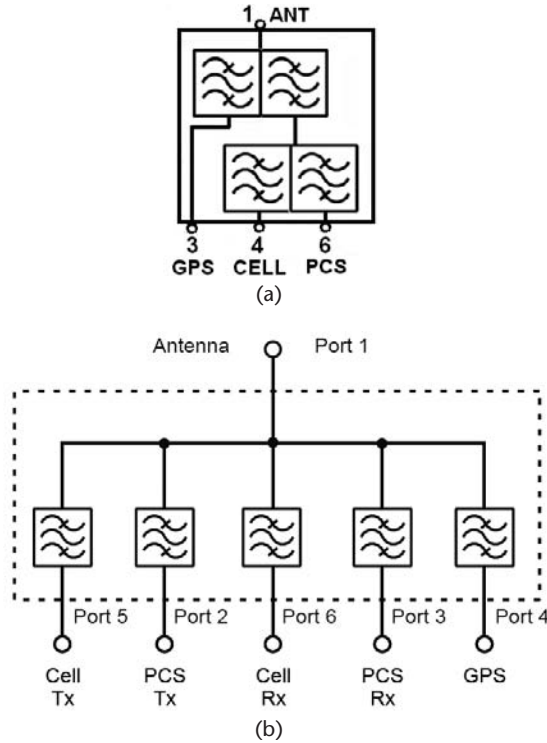 1 ANT
3 4 6
GPS CELL PCS
(a)
Antenna Port 1
Port 5 Port 2 Port 6 Port 3 Port 4
Cell PCS Cell PCS GPS
Tx Tx Rx Rx
(b)